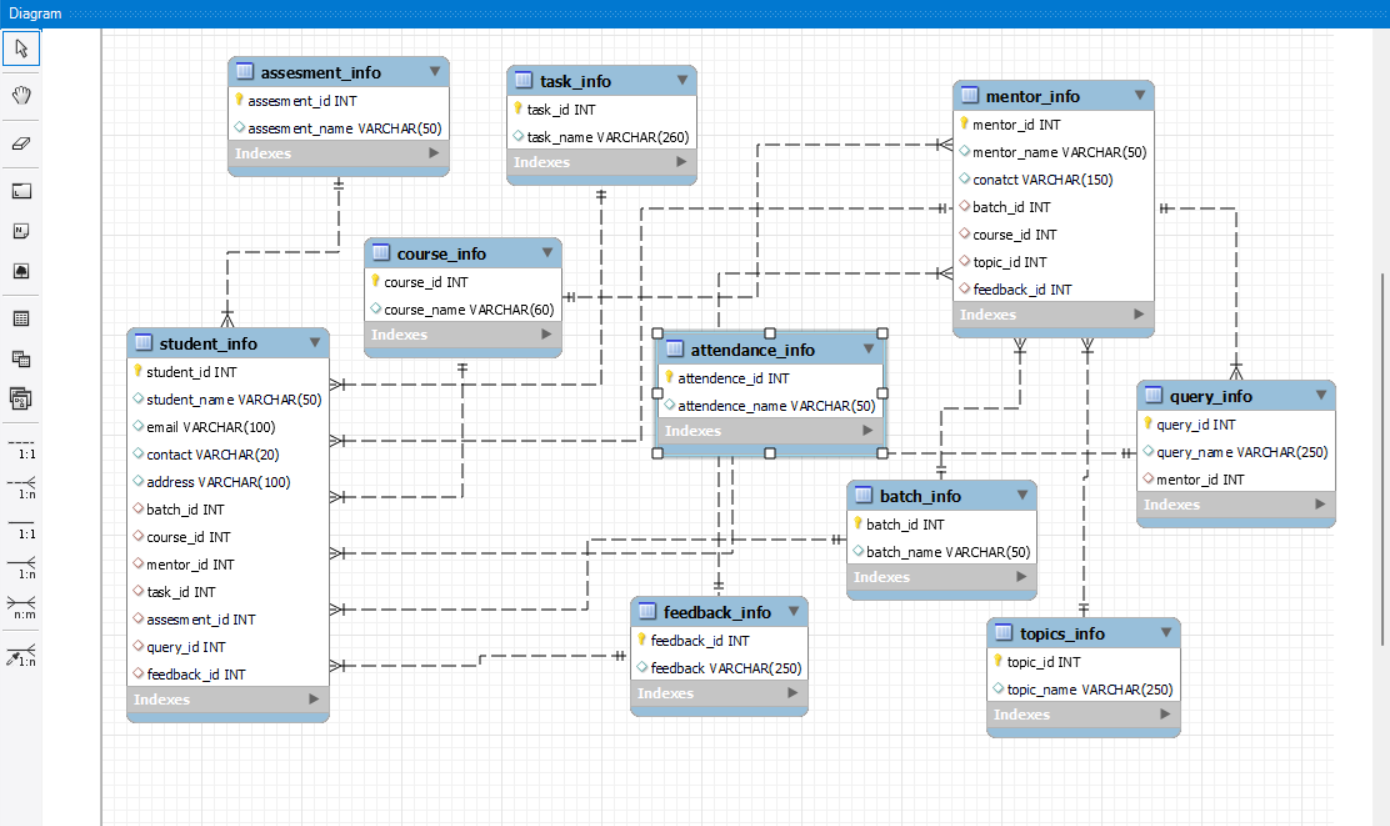 Diagram
assesment_info
assesment_id INT
assesment_name VARCHAR(50)
Indexes
task_info
task_id INT
task_name VARCHAR(260)
Indexes
mentor_info
mentor_id INT
mentor_name VARCHAR(50)
conatct VARCHAR(150)
batch_id INT
course_id INT
topic_id INT
feedback_id INT
Indexes
course_info
course_id INT
course_name VARCHAR(60)
Indexes
student_info
student_id INT
student_name VARCHAR(50)
email VARCHAR(100)
contact VARCHAR(20)
address VARCHAR(100)
batch_id INT
course_id INT
mentor_id INT
task_id INT
assesment_id INT
query_id INT
feedback_id INT
Indexes
attendance_info
attendence_id INT
attendence_name VARCHAR(50)
Indexes
query_info
query_id INT
query_name VARCHAR(250)
mentor_id INT
Indexes
batch_info
batch_id INT
batch_name VARCHAR(50)
Indexes
feedback_info
feedback_id INT
feedback VARCHAR(250)
Indexes
topics_info
topic_id INT
topic_name VARCHAR(250)
Indexes
1:1
1:n
1:1
1:n
n:m
1:n